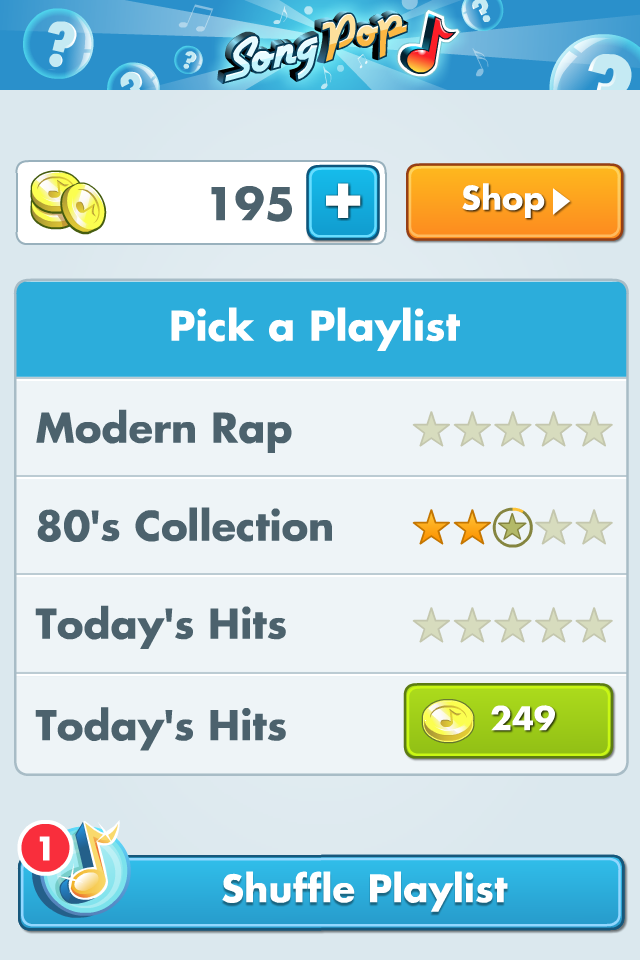 SongPop
195 +
Shop
Pick a Playlist
Modern Rap
80's Collection
Today's Hits
Today's Hits
249
1
Shuffle Playlist